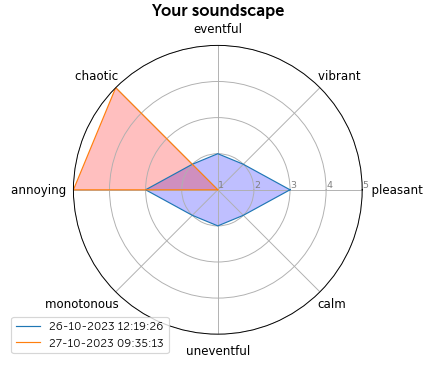 Your soundscape
eventful
chaotic
vibrant
annoying
1
2
3
4
5
pleasant
monotonous
calm
26-10-2023 12:19:26
27-10-2023 09:35:13
uneventful